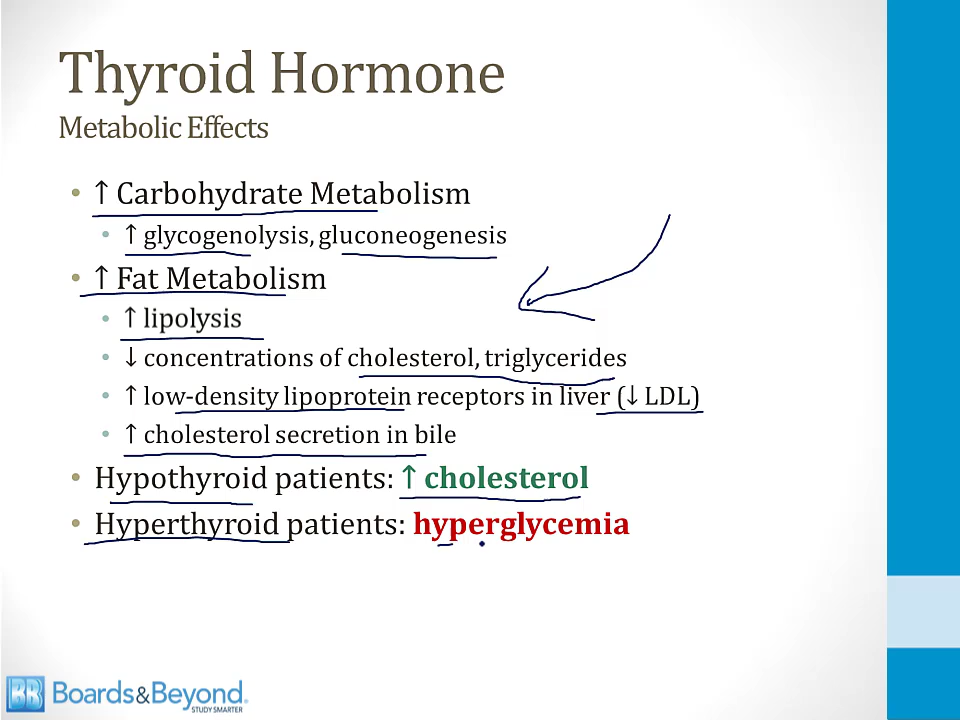 Thyroid Hormone
Metabolic Effects
• ↑ Carbohydrate Metabolism
• ↑ glycogenolysis, gluconeogenesis
• ↑ Fat Metabolism
• ↑ lipolysis
• ↓ concentrations of cholesterol, triglycerides
• ↑ low-density lipoprotein receptors in liver (↓ LDL)
• ↑ cholesterol secretion in bile
• Hypothyroid patients: ↑ cholesterol
• Hyperthyroid patients: hyperglycemia
BB Boards&Beyond.
STUDY SMARTER